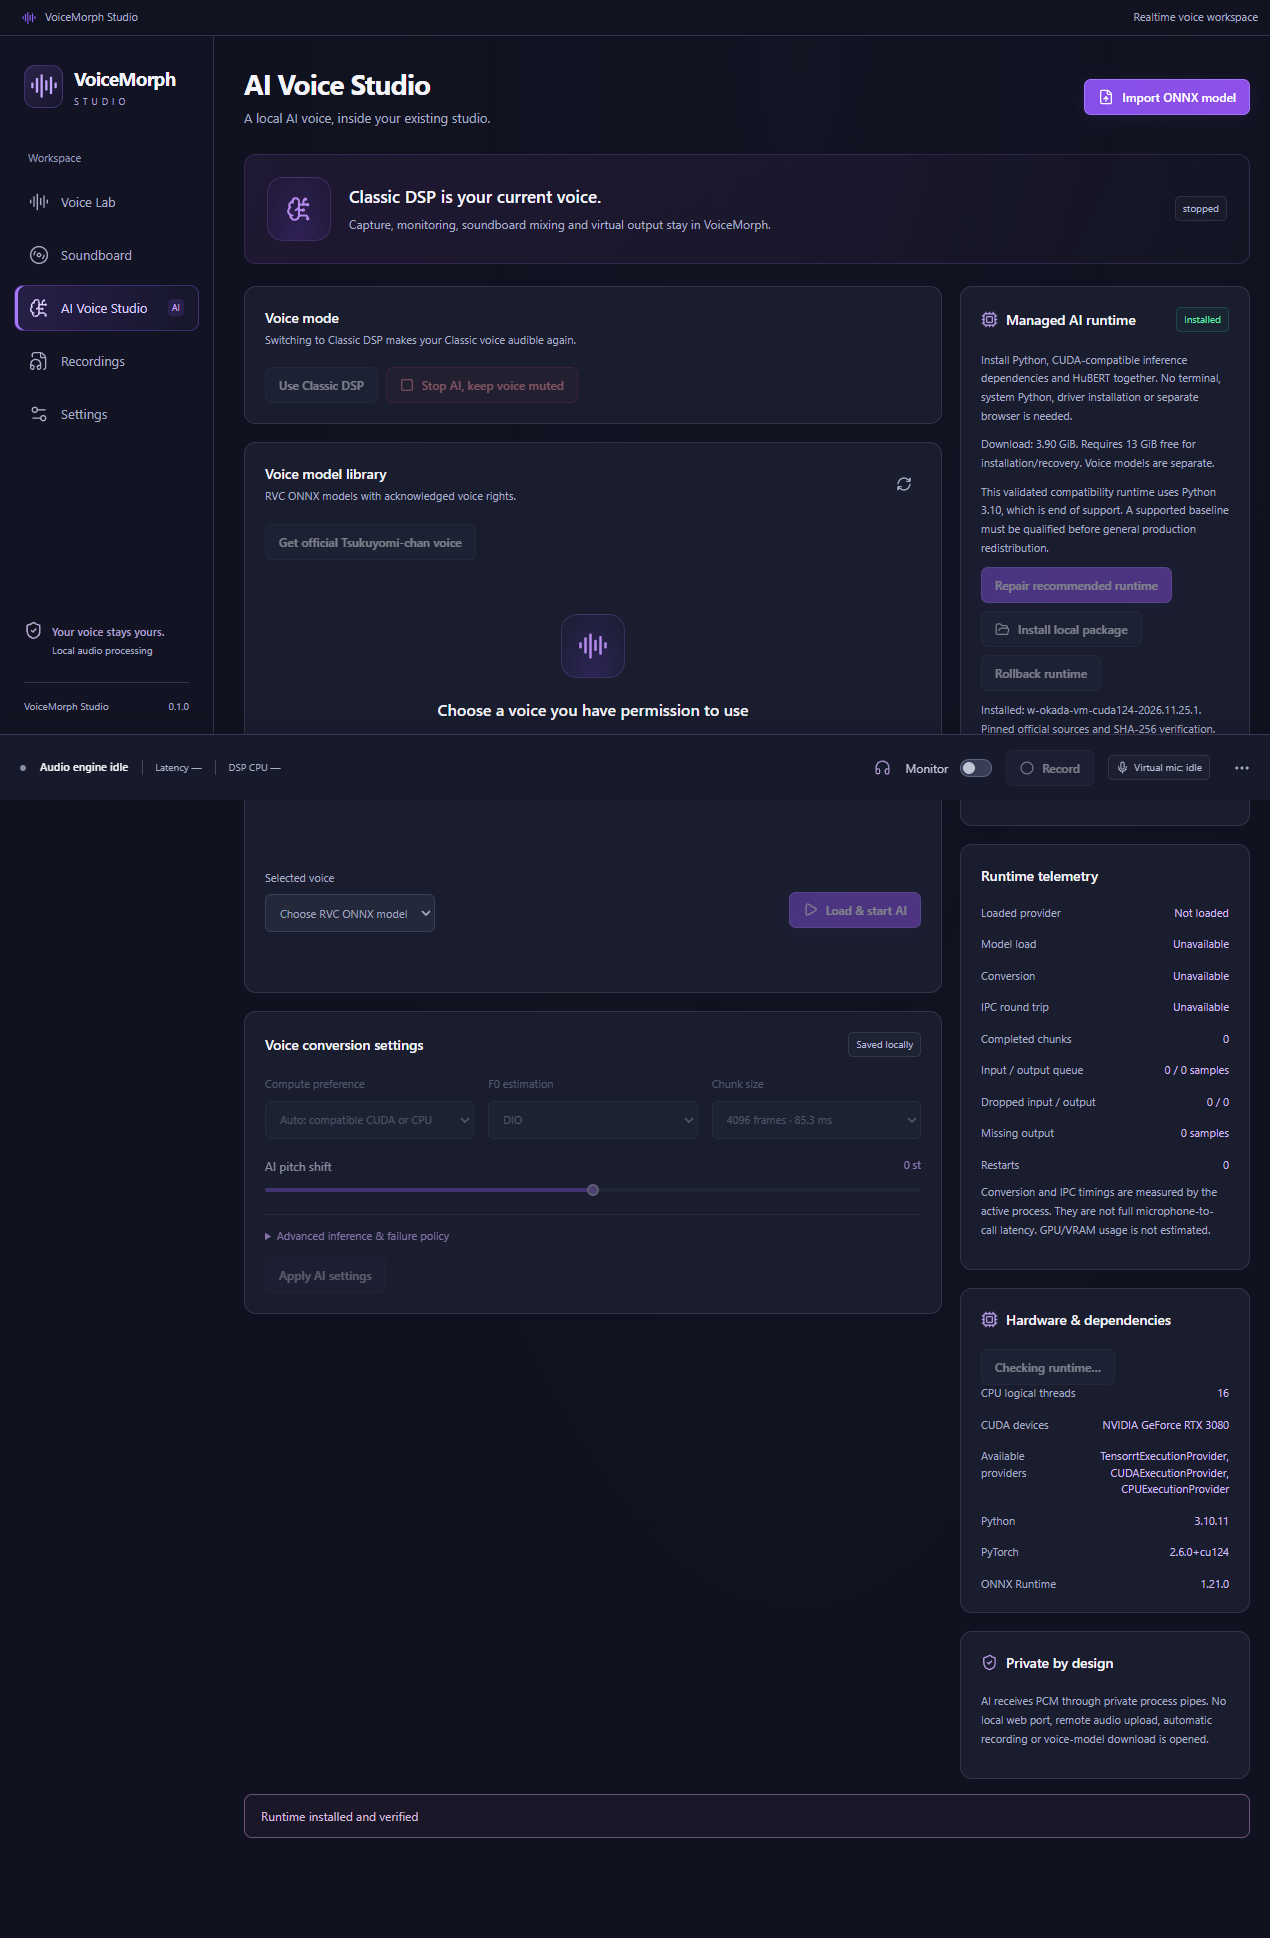 VoiceMorph Studio
Realtime voice workspace
VoiceMorph
STUDIO
Workspace
Voice Lab
Soundboard
AI Voice Studio
AI
Recordings
Settings
Your voice stays yours.
Local audio processing
VoiceMorph Studio
0.1.0
AI Voice Studio
A local AI voice, inside your existing studio.
Import ONNX model
Classic DSP is your current voice.
Capture, monitoring, soundboard mixing and virtual output stay in VoiceMorph.
stopped
Voice mode
Switching to Classic DSP makes your Classic voice audible again.
Use Classic DSP
Stop AI, keep voice muted
Voice model library
RVC ONNX models with acknowledged voice rights.
Get official Tsukuyomi-chan voice
Choose a voice you have permission to use
Managed AI runtime
Installed
Install Python, CUDA-compatible inference
dependencies and HuBERT together. No terminal,
system Python, driver installation or separate
browser is needed.
Download: 3.90 GiB. Requires 13 GiB free for
installation/recovery. Voice models are separate.
This validated compatibility runtime uses Python
3.10, which is end of support. A supported baseline
must be qualified before general production
redistribution.
Repair recommended runtime
Install local package
Rollback runtime
Installed: w-okada-vm-cuda124-2026.11.25.1.
Pinned official sources and SHA-256 verification.
Audio engine idle
Latency —
DSP CPU —
Monitor
Record
Virtual mic: idle
Selected voice
Choose RVC ONNX model
Load & start AI
Voice conversion settings
Saved locally
Compute preference
F0 estimation
Chunk size
Auto: compatible CUDA or CPU
DIO
4096 frames · 85.3 ms
AI pitch shift
0 st
Advanced inference & failure policy
Apply AI settings
Runtime telemetry
Loaded provider
Not loaded
Model load
Unavailable
Conversion
Unavailable
IPC round trip
Unavailable
Completed chunks
0
Input / output queue
0 / 0 samples
Dropped input / output
0 / 0
Missing output
0 samples
Restarts
0
Conversion and IPC timings are measured by the
active process. They are not full microphone-to-
call latency. GPU/VRAM usage is not estimated.
Hardware & dependencies
Checking runtime...
CPU logical threads
16
CUDA devices
NVIDIA GeForce RTX 3080
Available
providers
TensorrtExecutionProvider,
CUDAExecutionProvider,
CPUExecutionProvider
Python
3.10.11
PyTorch
2.6.0+cu124
ONNX Runtime
1.21.0
Private by design
AI receives PCM through private process pipes. No
local web port, remote audio upload, automatic
recording or voice-model download is opened.
Runtime installed and verified